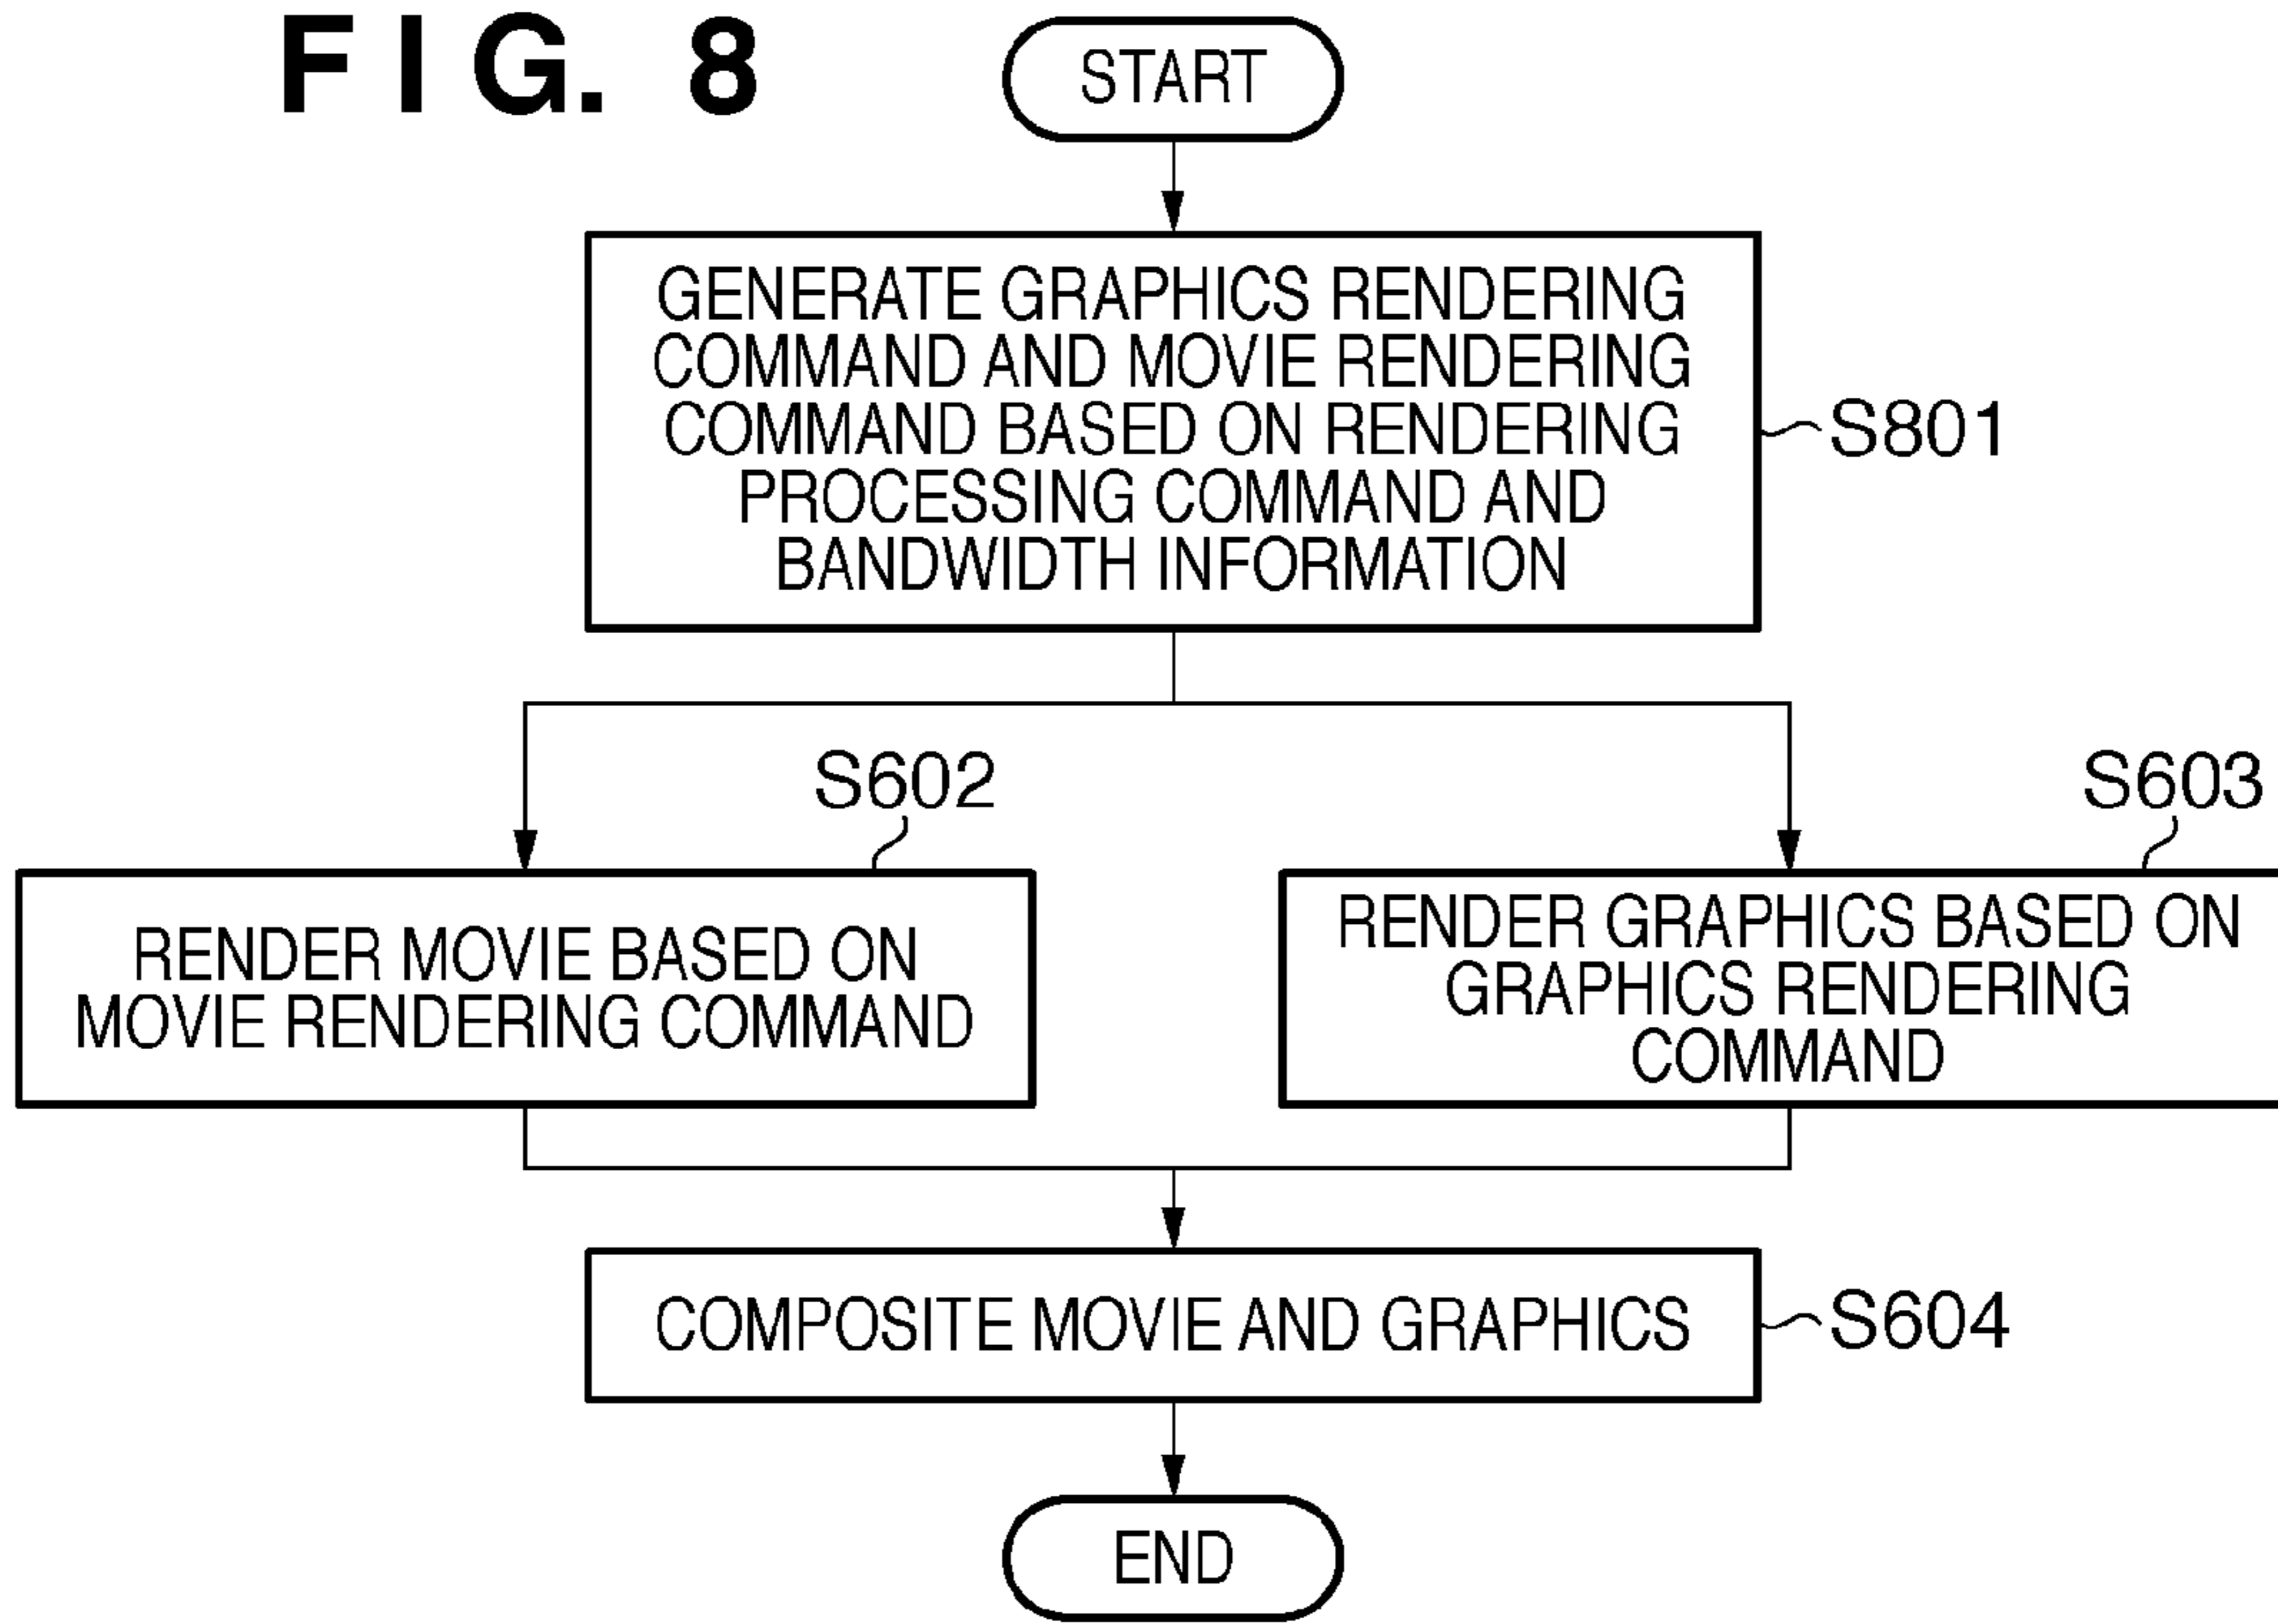 FIG. 8
START
GENERATE GRAPHICS RENDERING
COMMAND AND MOVIE RENDERING
COMMAND BASED ON RENDERING
PROCESSING COMMAND AND
BANDWIDTH INFORMATION
S801
S602
S603
RENDER MOVIE BASED ON
MOVIE RENDERING COMMAND
RENDER GRAPHICS BASED ON
GRAPHICS RENDERING
COMMAND
COMPOSITE MOVIE AND GRAPHICS
S604
END